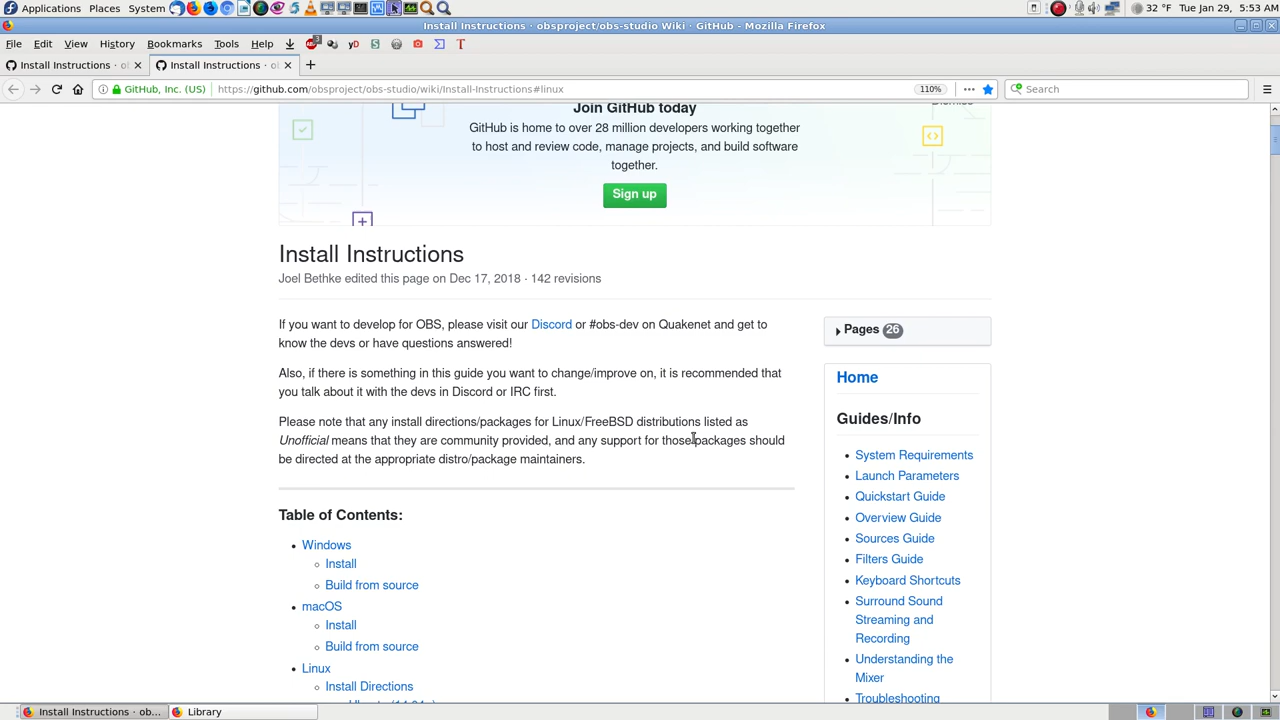 Applications Places System
32 °F Tue Jan 29, 5:53 AM
Install Instructions · obsproject/obs-studio Wiki · GitHub - Mozilla Firefox
File Edit View History Bookmarks Tools Help
Install Instructions · o
Install Instructions · o
GitHub, Inc. (US) https://github.com/obsproject/obs-studio/wiki/Install-Instructions#linux 110% Search
Join GitHub today
GitHub is home to over 28 million developers working together
to host and review code, manage projects, and build software
together.
Sign up
Install Instructions
Joel Bethke edited this page on Dec 17, 2018 · 142 revisions
If you want to develop for OBS, please visit our Discord or #obs-dev on Quakenet and get to
know the devs or have questions answered!
Also, if there is something in this guide you want to change/improve on, it is recommended that
you talk about it with the devs in Discord or IRC first.
Please note that any install directions/packages for Linux/FreeBSD distributions listed as
Unofficial means that they are community provided, and any support for those packages should
be directed at the appropriate distro/package maintainers.
Table of Contents:
Windows
Install
Build from source
macOS
Install
Build from source
Linux
Install Directions
Pages 26
Home
Guides/Info
System Requirements
Launch Parameters
Quickstart Guide
Overview Guide
Sources Guide
Filters Guide
Keyboard Shortcuts
Surround Sound
Streaming and
Recording
Understanding the
Mixer
Troubleshooting
Install Instructions · ob...
Library